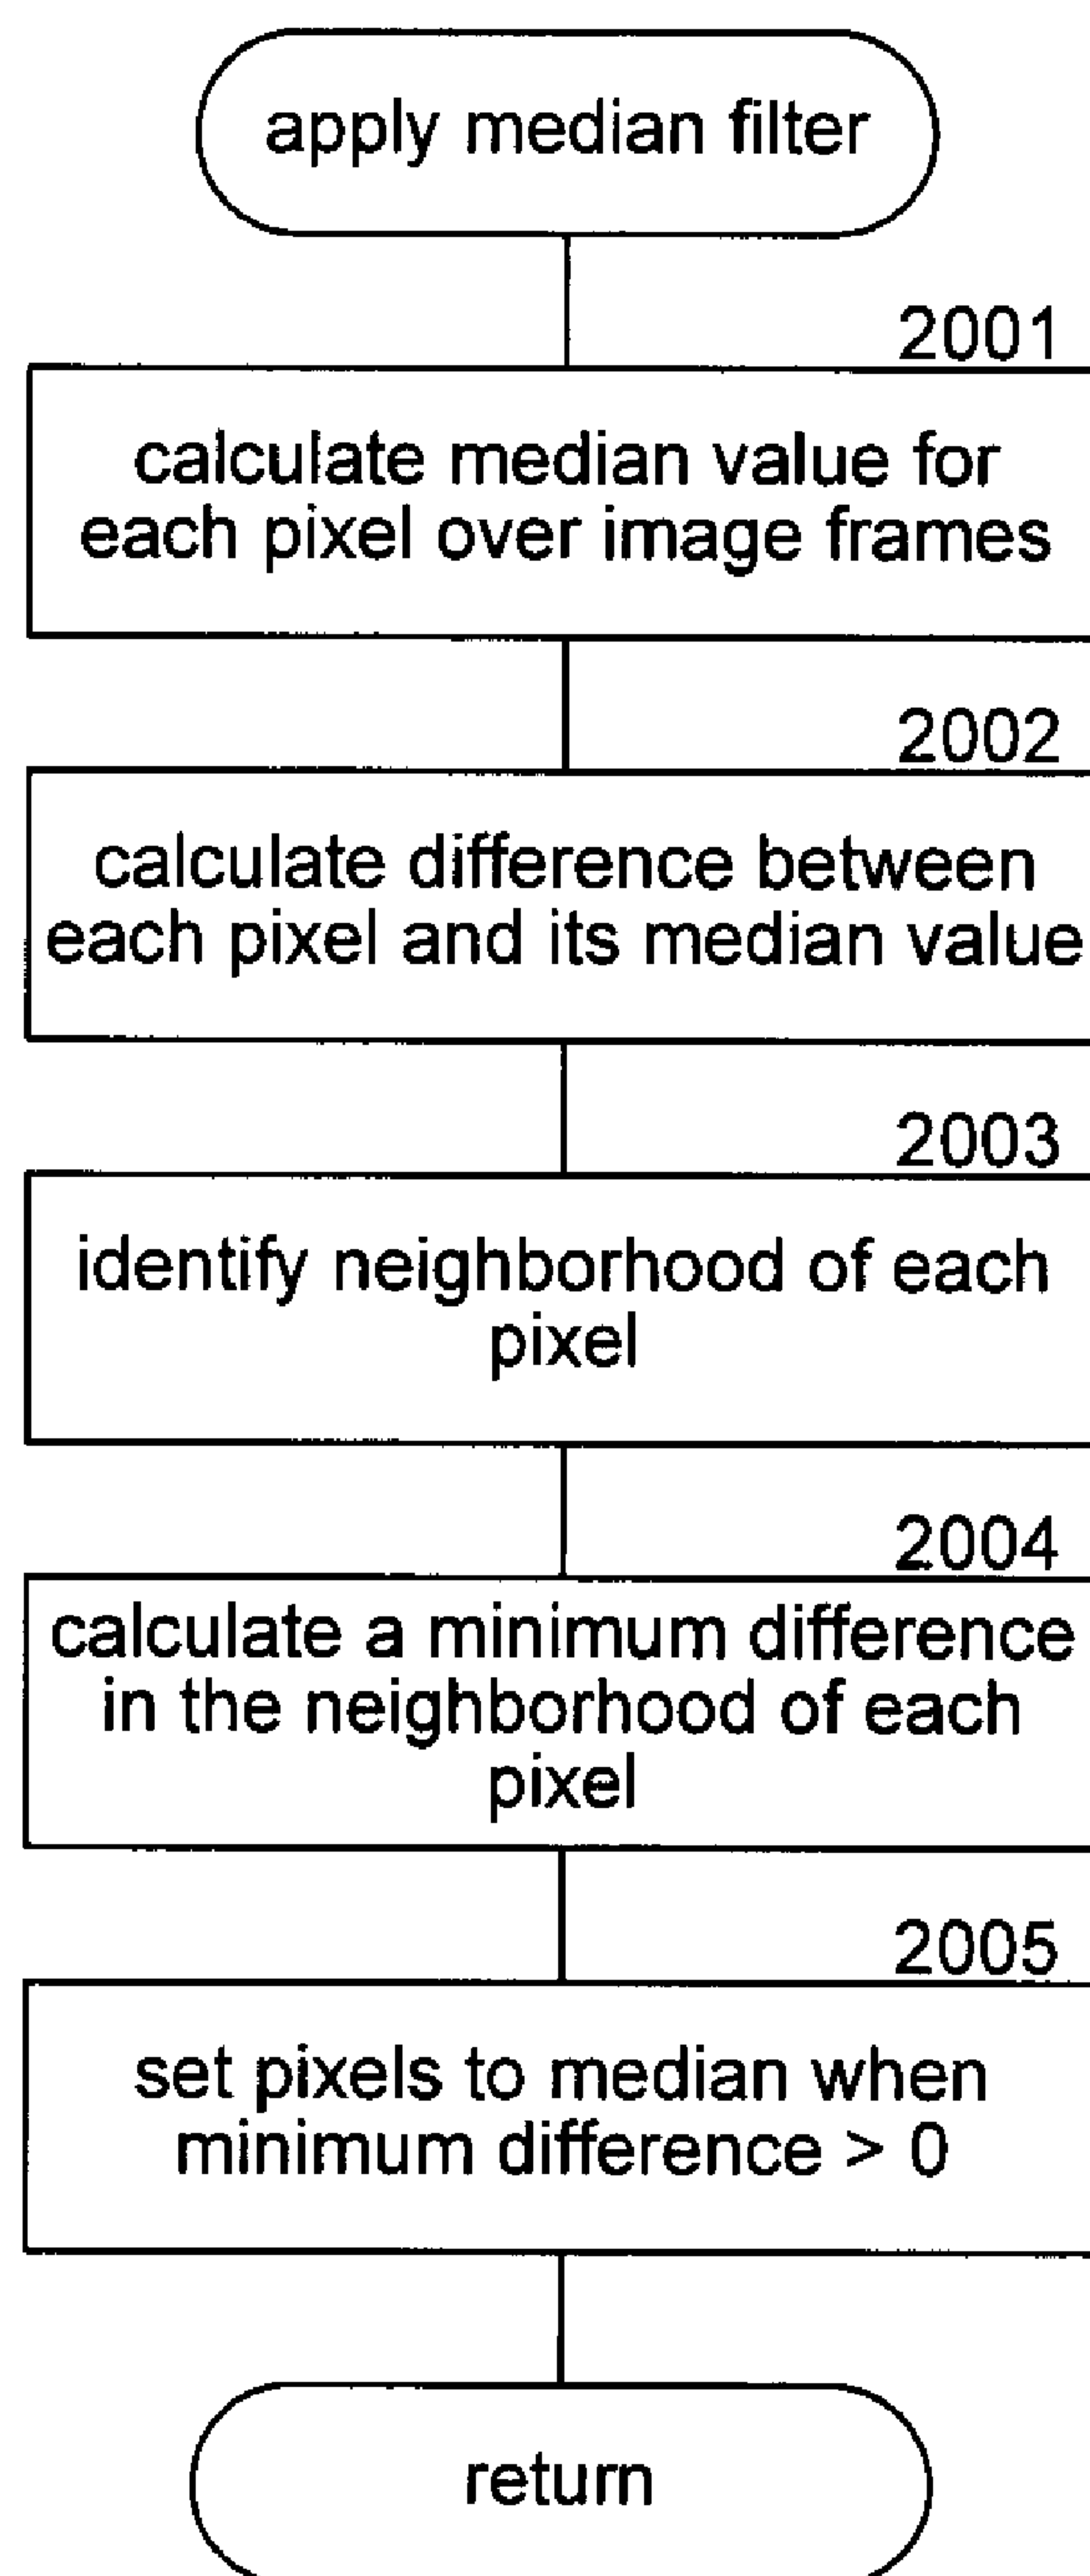 apply median filter
2001
calculate median value for
each pixel over image frames
2002
calculate difference between
each pixel and its median value
2003
identify neighborhood of each
pixel
2004
calculate a minimum difference
in the neighborhood of each
pixel
2005
set pixels to median when
minimum difference > 0
return